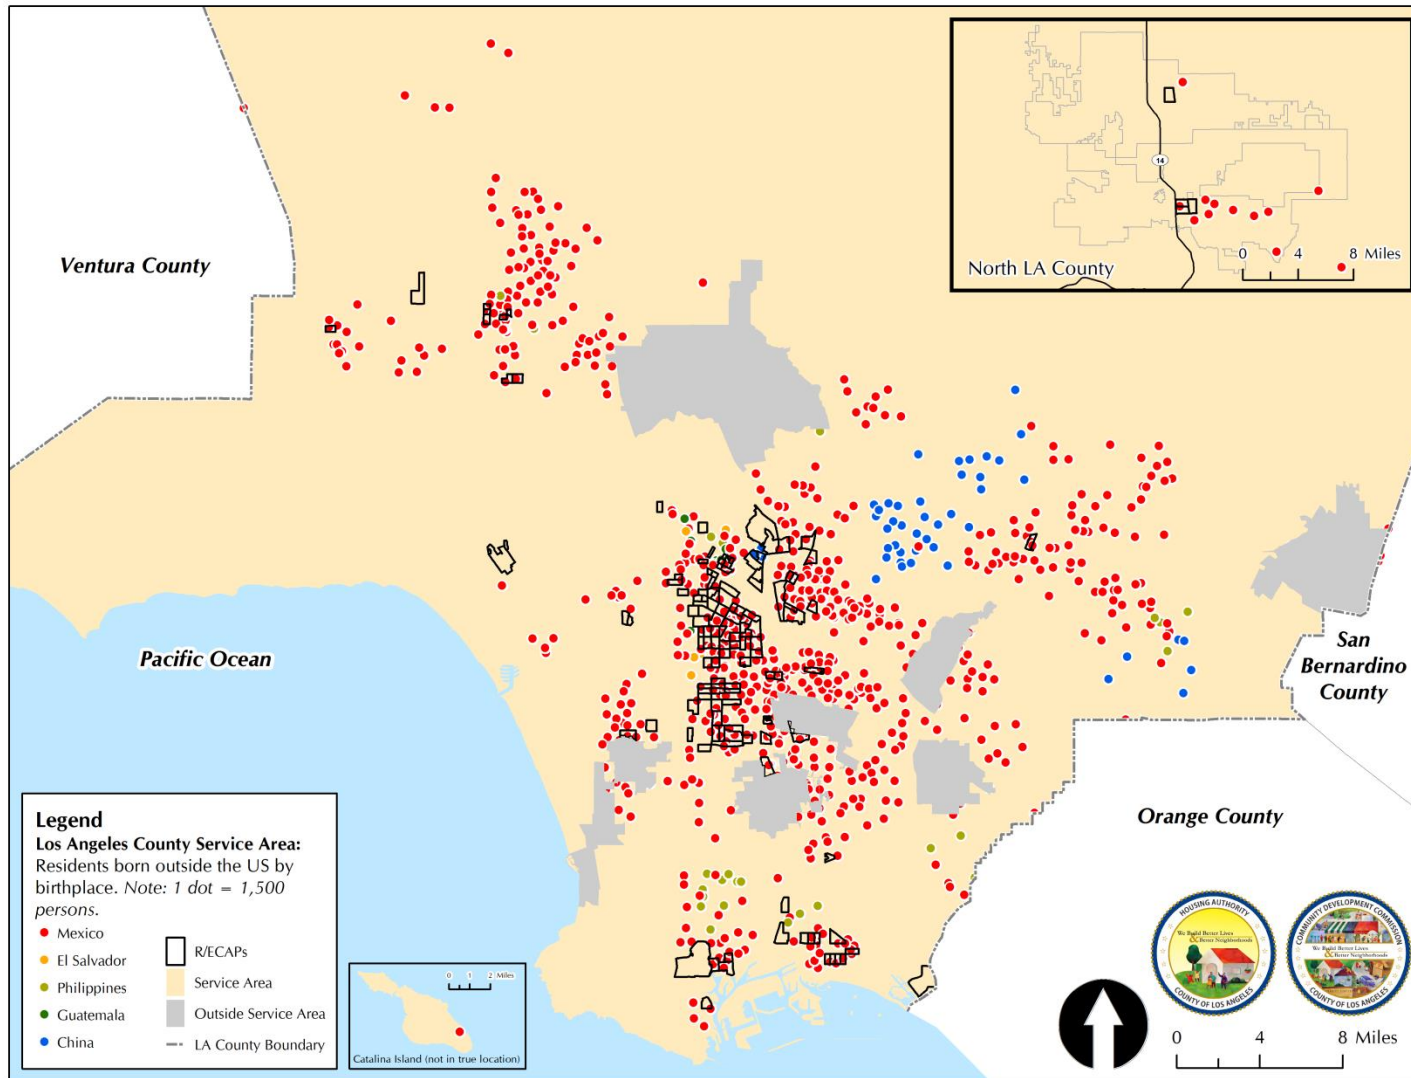 14
0 4 8 Miles
North LA County
Ventura County
Pacific Ocean
San
Bernardino
County
Orange County
Legend
Los Angeles County Service Area:
Residents born outside the US by
birthplace. Note: 1 dot = 1,500
persons.
Mexico
El Salvador
Philippines
Guatemala
China
R/ECAPs
Service Area
Outside Service Area
LA County Boundary
0 1 2 Miles
Catalina Island (not in true location)
HOUSING AUTHORITY
We Build Better Lives
& Better Neighborhoods
COUNTY OF LOS ANGELES
COMMUNITY DEVELOPMENT COMMISSION
We Build Better Lives
& Better Neighborhoods
COUNTY OF LOS ANGELES
0 4 8 Miles